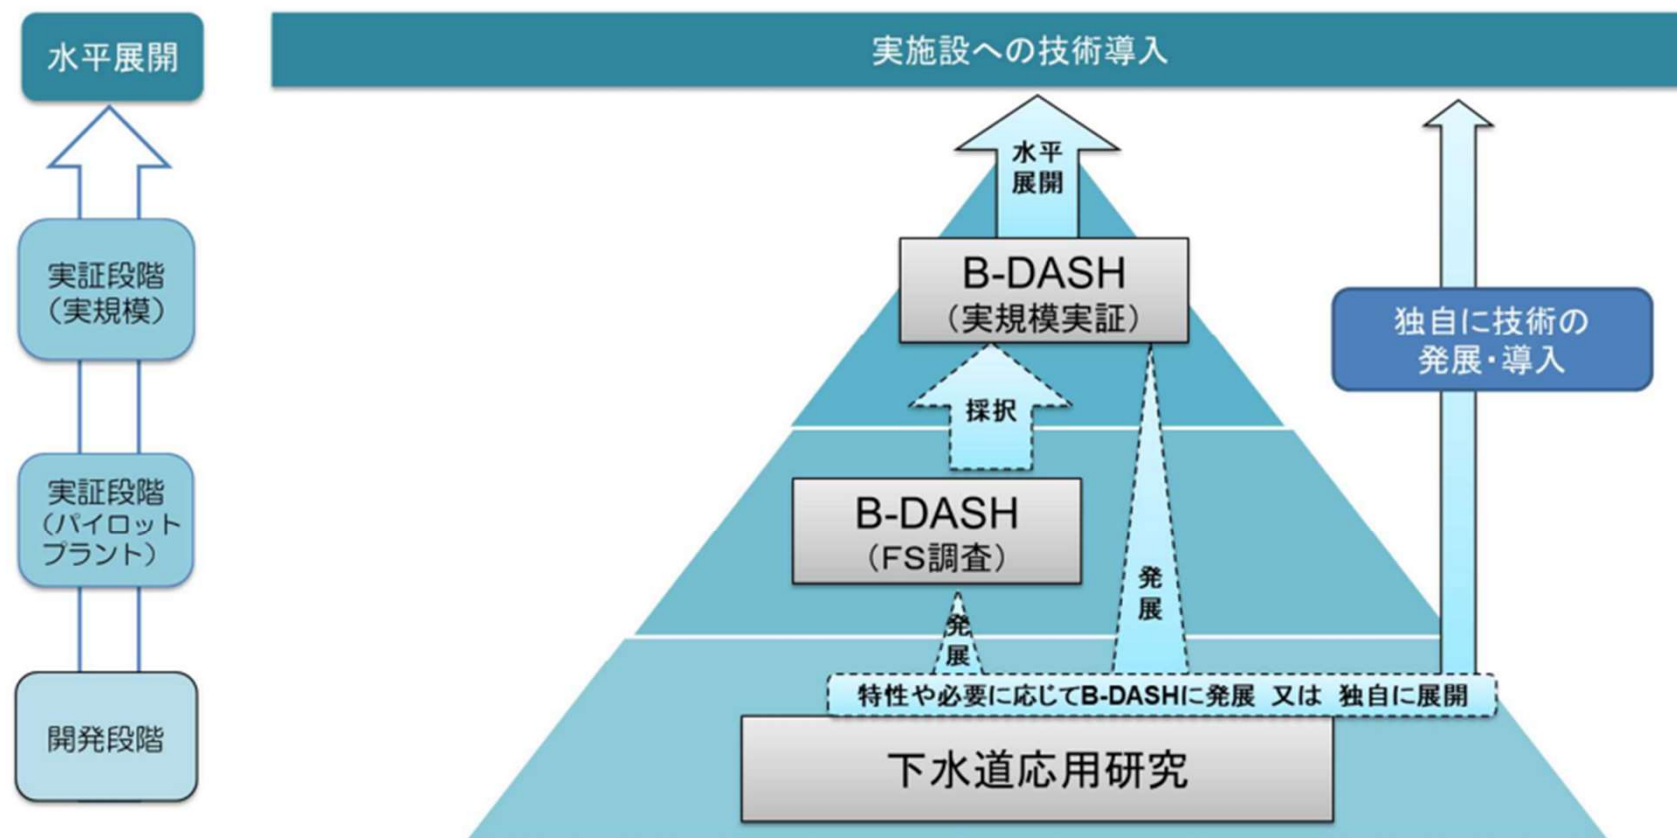 水平展開
実施設への技術導入
水平
展開
実証段階
（実規模）
B-DASH
（実規模実証）
独自に技術の
発展・導入
採択
実証段階
（パイロット
プラント）
B-DASH
（FS調査）
発
展
発
展
特性や必要に応じてB-DASHに発展 又は 独自に展開
開発段階
下水道応用研究